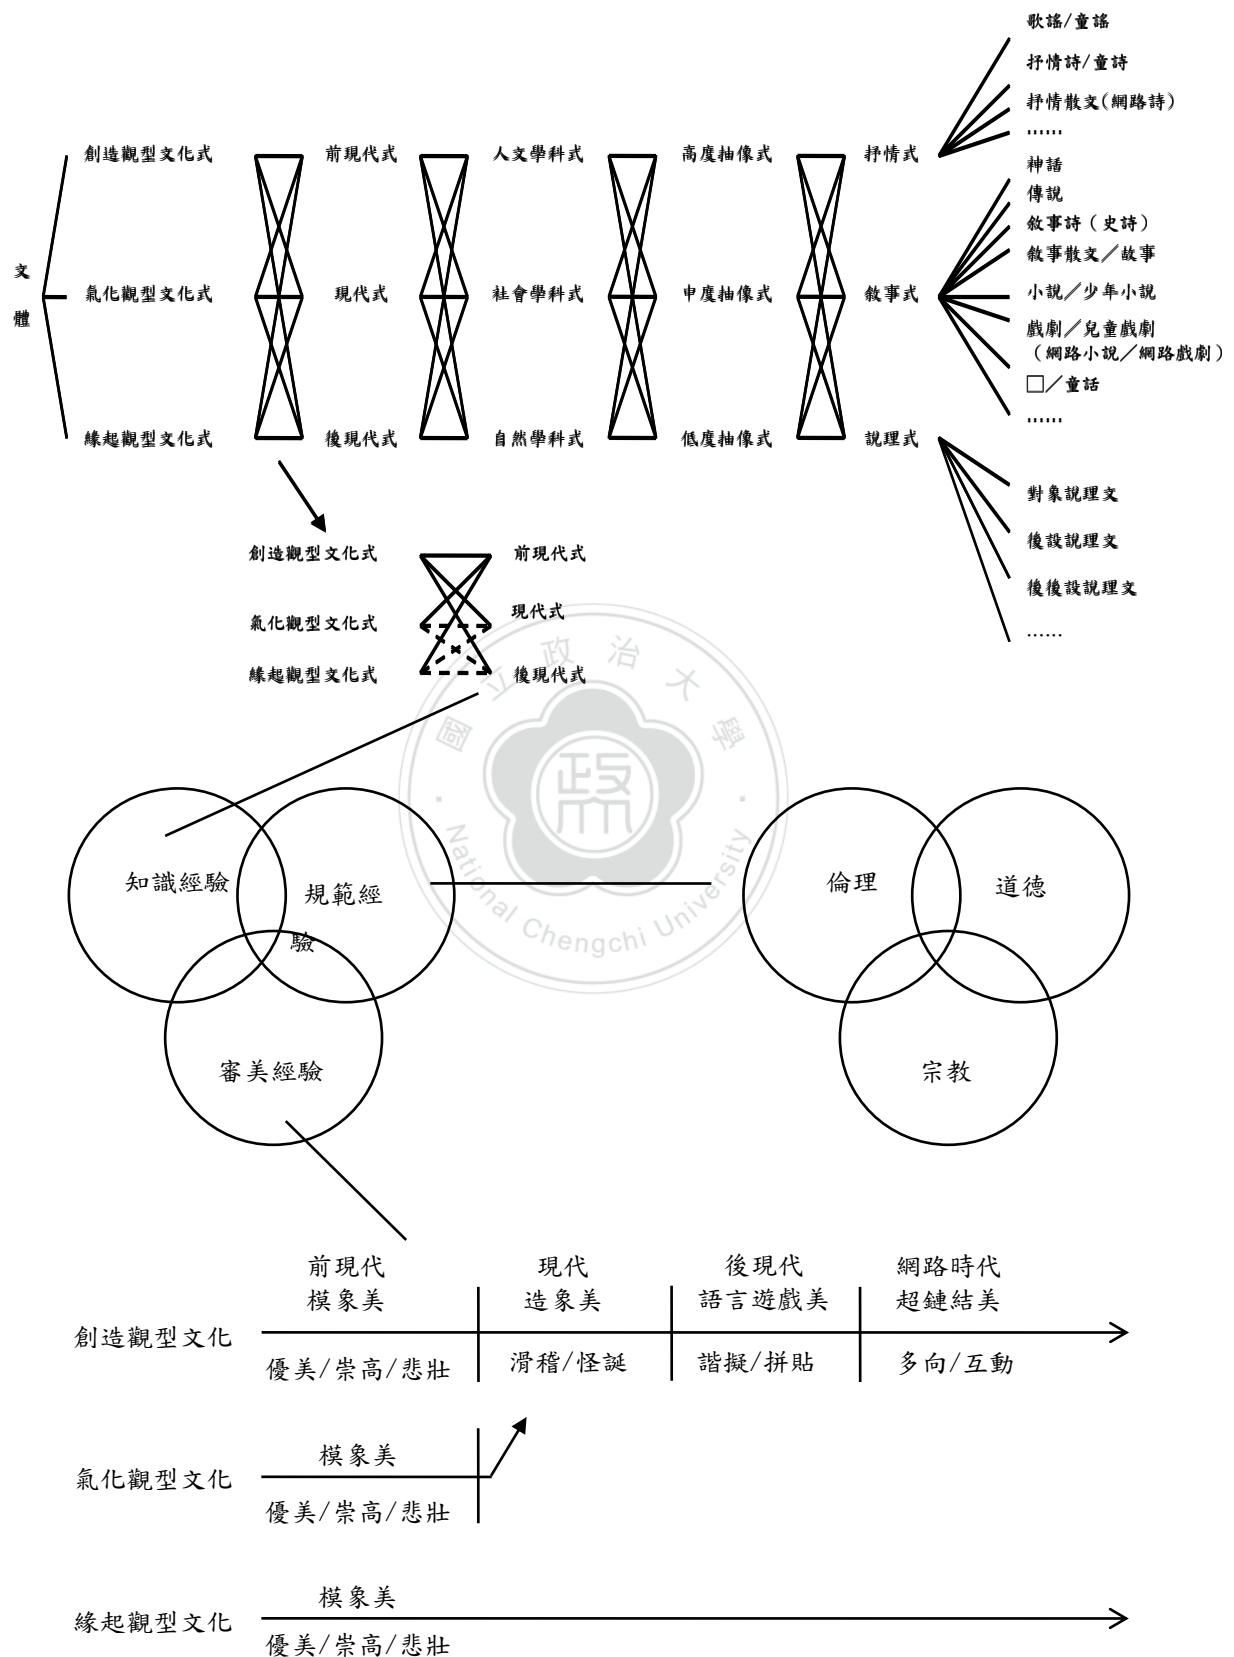 歌謠/童謠
抒情詩/童詩
抒情散文(網路詩)
……
文
體
創造觀型文化式
前現代式
人文學科式
高度抽像式
抒情式
神話
傳說
敘事詩（史詩）
敘事散文／故事
氣化觀型文化式
現代式
社會學科式
申度抽像式
敘事式
小說／少年小說
戲劇／兒童戲劇
（網路小說／網路戲劇）
□／童話
……
緣起觀型文化式
後現代式
自然學科式
低度抽像式
說理式
對象說理文
後設說理文
後後設說理文
……
創造觀型文化式
前現代式
氣化觀型文化式
現代式
緣起觀型文化式
後現代式
國立政治大學
政
National Chengchi University
知識經驗
規範經
驗
審美經驗
倫理
道德
宗教
前現代
現代
後現代
網路時代
模象美
造象美
語言遊戲美
超鏈結美
創造觀型文化
優美/崇高/悲壯
滑稽/怪誕
諧擬/拼貼
多向/互動
模象美
氣化觀型文化
優美/崇高/悲壯
模象美
緣起觀型文化
優美/崇高/悲壯